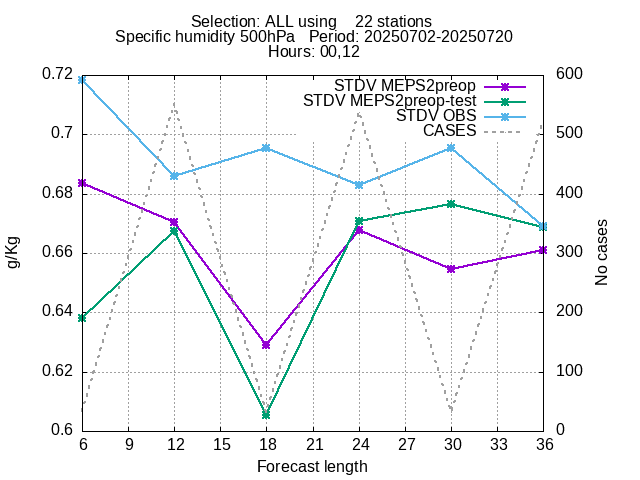 Selection: ALL using 22 stations
Specific humidity 500hPa Period: 20250702-20250720
Hours: 00,12
STDV MEPS2preop
STDV MEPS2preop-test
STDV OBS
CASES
0.72
0.7
0.68
0.66
0.64
0.62
0.6
600
500
400
300
200
100
0
g/Kg
No cases
6 9 12 15 18 21 24 27 30 33 36
Forecast length